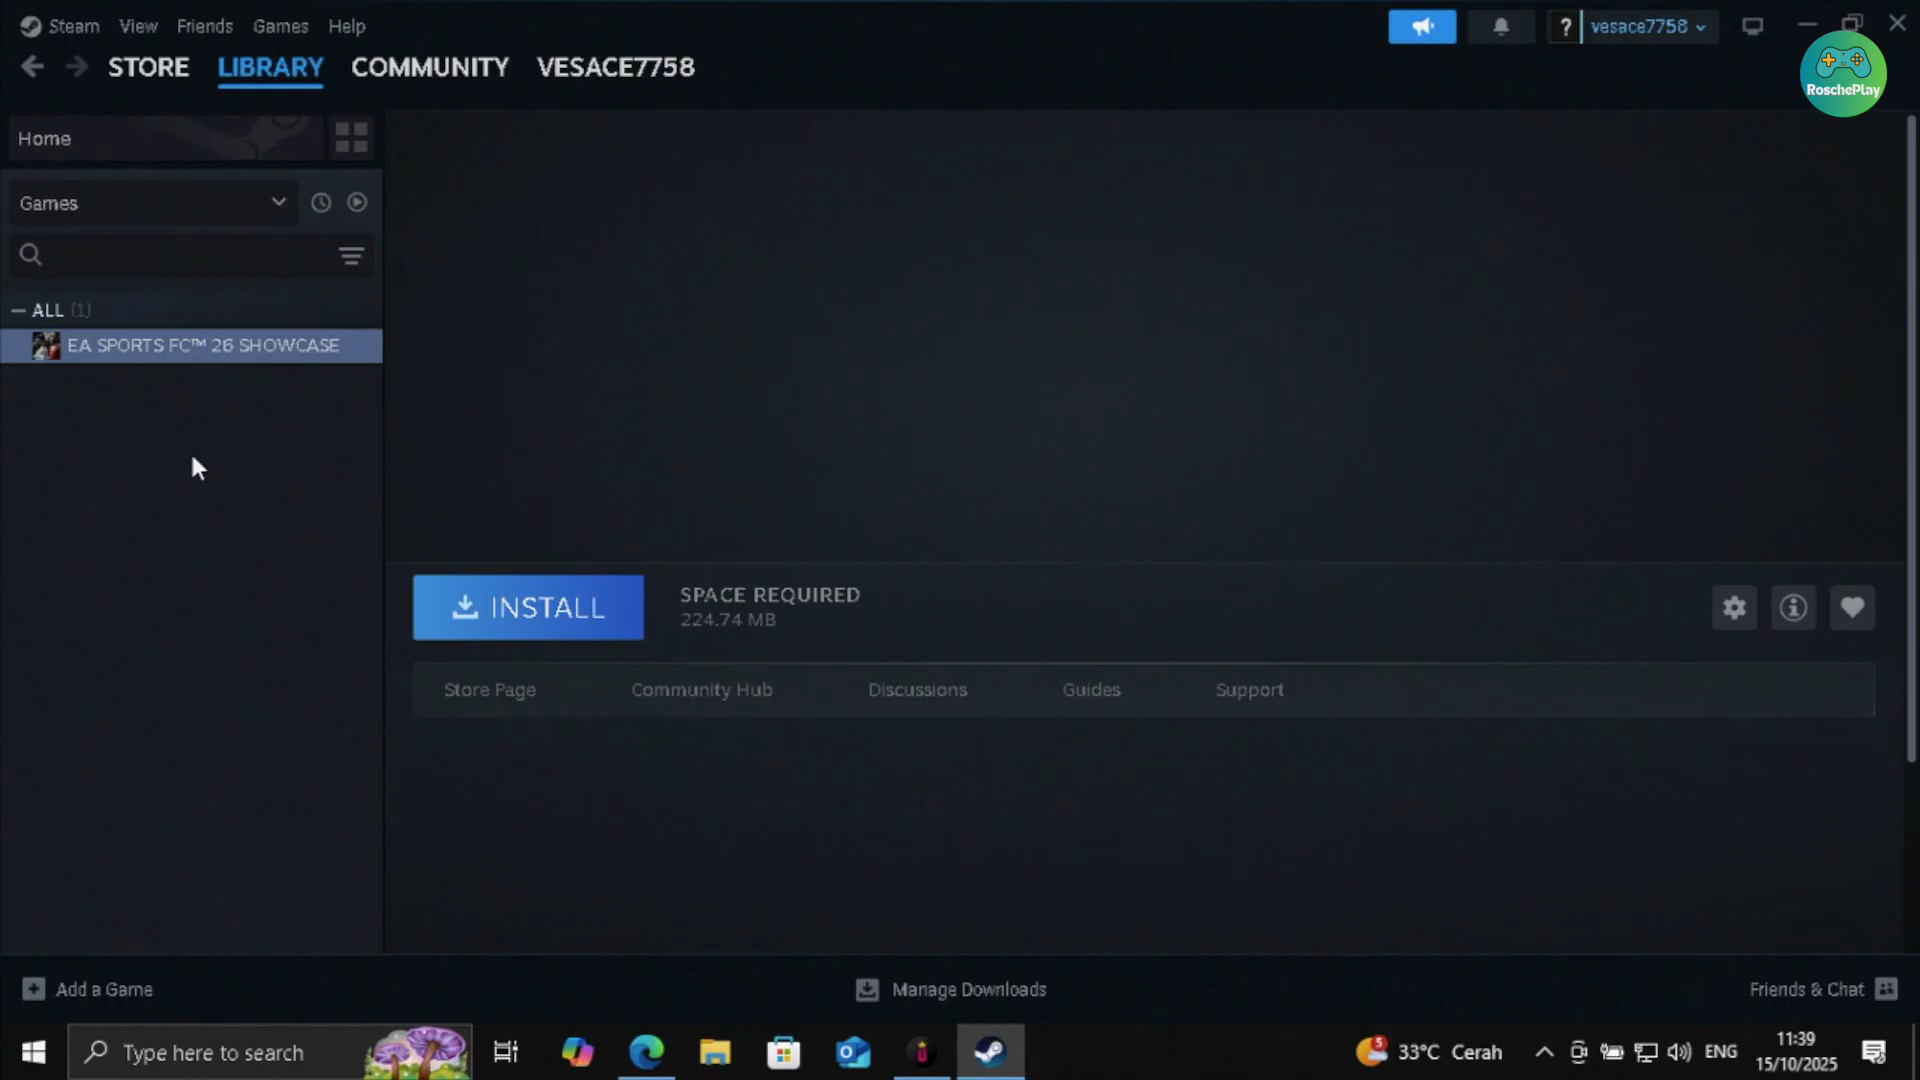 Steam View Friends Games Help
? vesace7758
STORE LIBRARY COMMUNITY VESACE7758
RoschePlay
Home
Games
ALL (1)
EA SPORTS FC™ 26 SHOWCASE
INSTALL
SPACE REQUIRED
224.74 MB
Store Page Community Hub Discussions Guides Support
Add a Game
Manage Downloads
Friends & Chat
Type here to search
5
33°C Cerah
ENG
11:39
15/10/2025